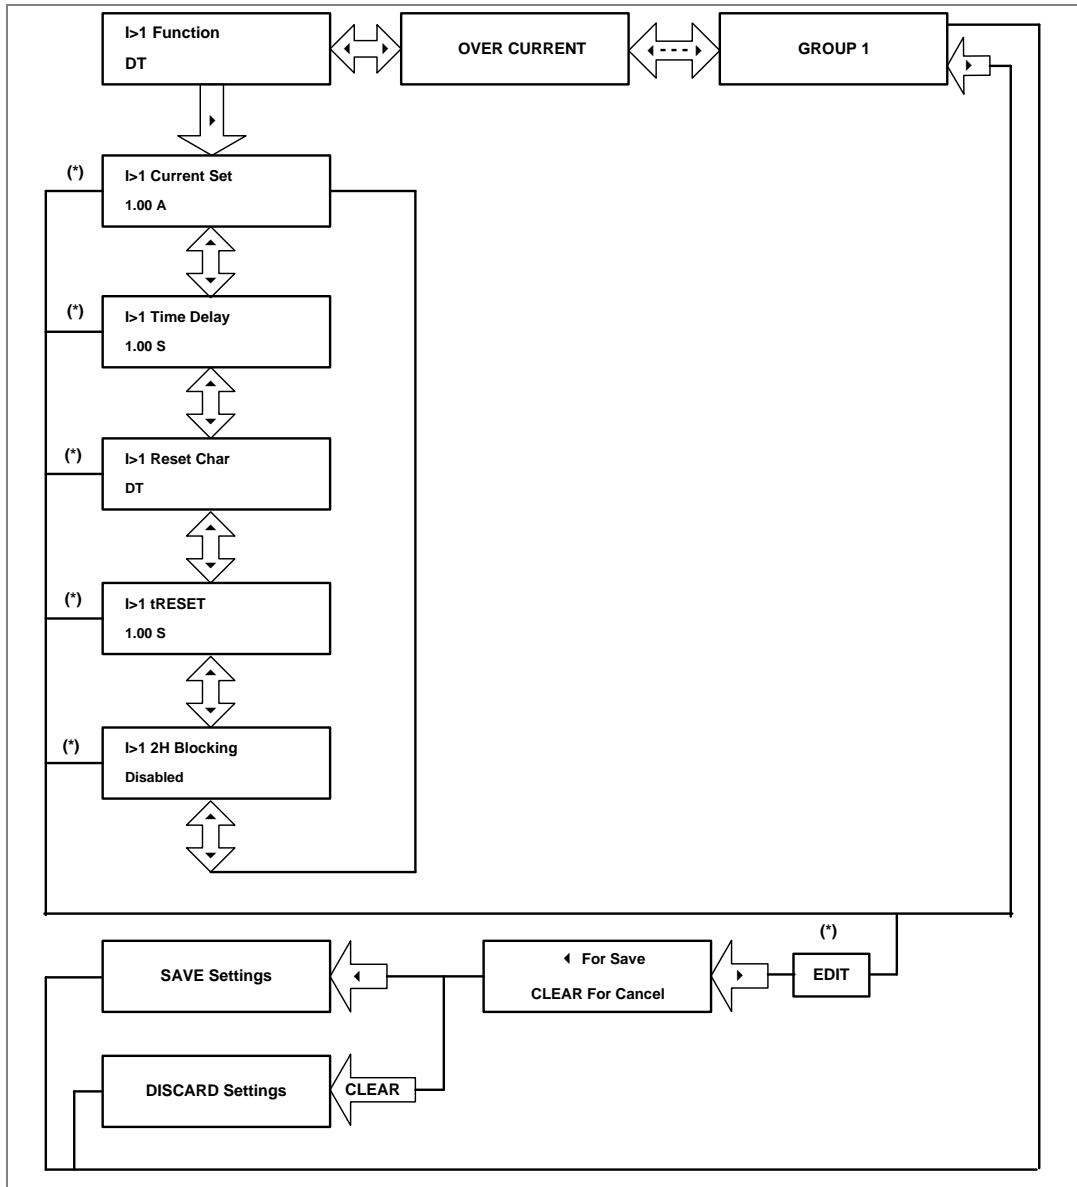 I>1 Function
DT
OVER CURRENT
GROUP 1
(*)
I>1 Current Set
1.00 A
(*)
I>1 Time Delay
1.00 S
(*)
I>1 Reset Char
DT
(*)
I>1 tRESET
1.00 S
(*)
I>1 2H Blocking
Disabled
(*)
SAVE Settings
For Save
CLEAR For Cancel
EDIT
DISCARD Settings
CLEAR